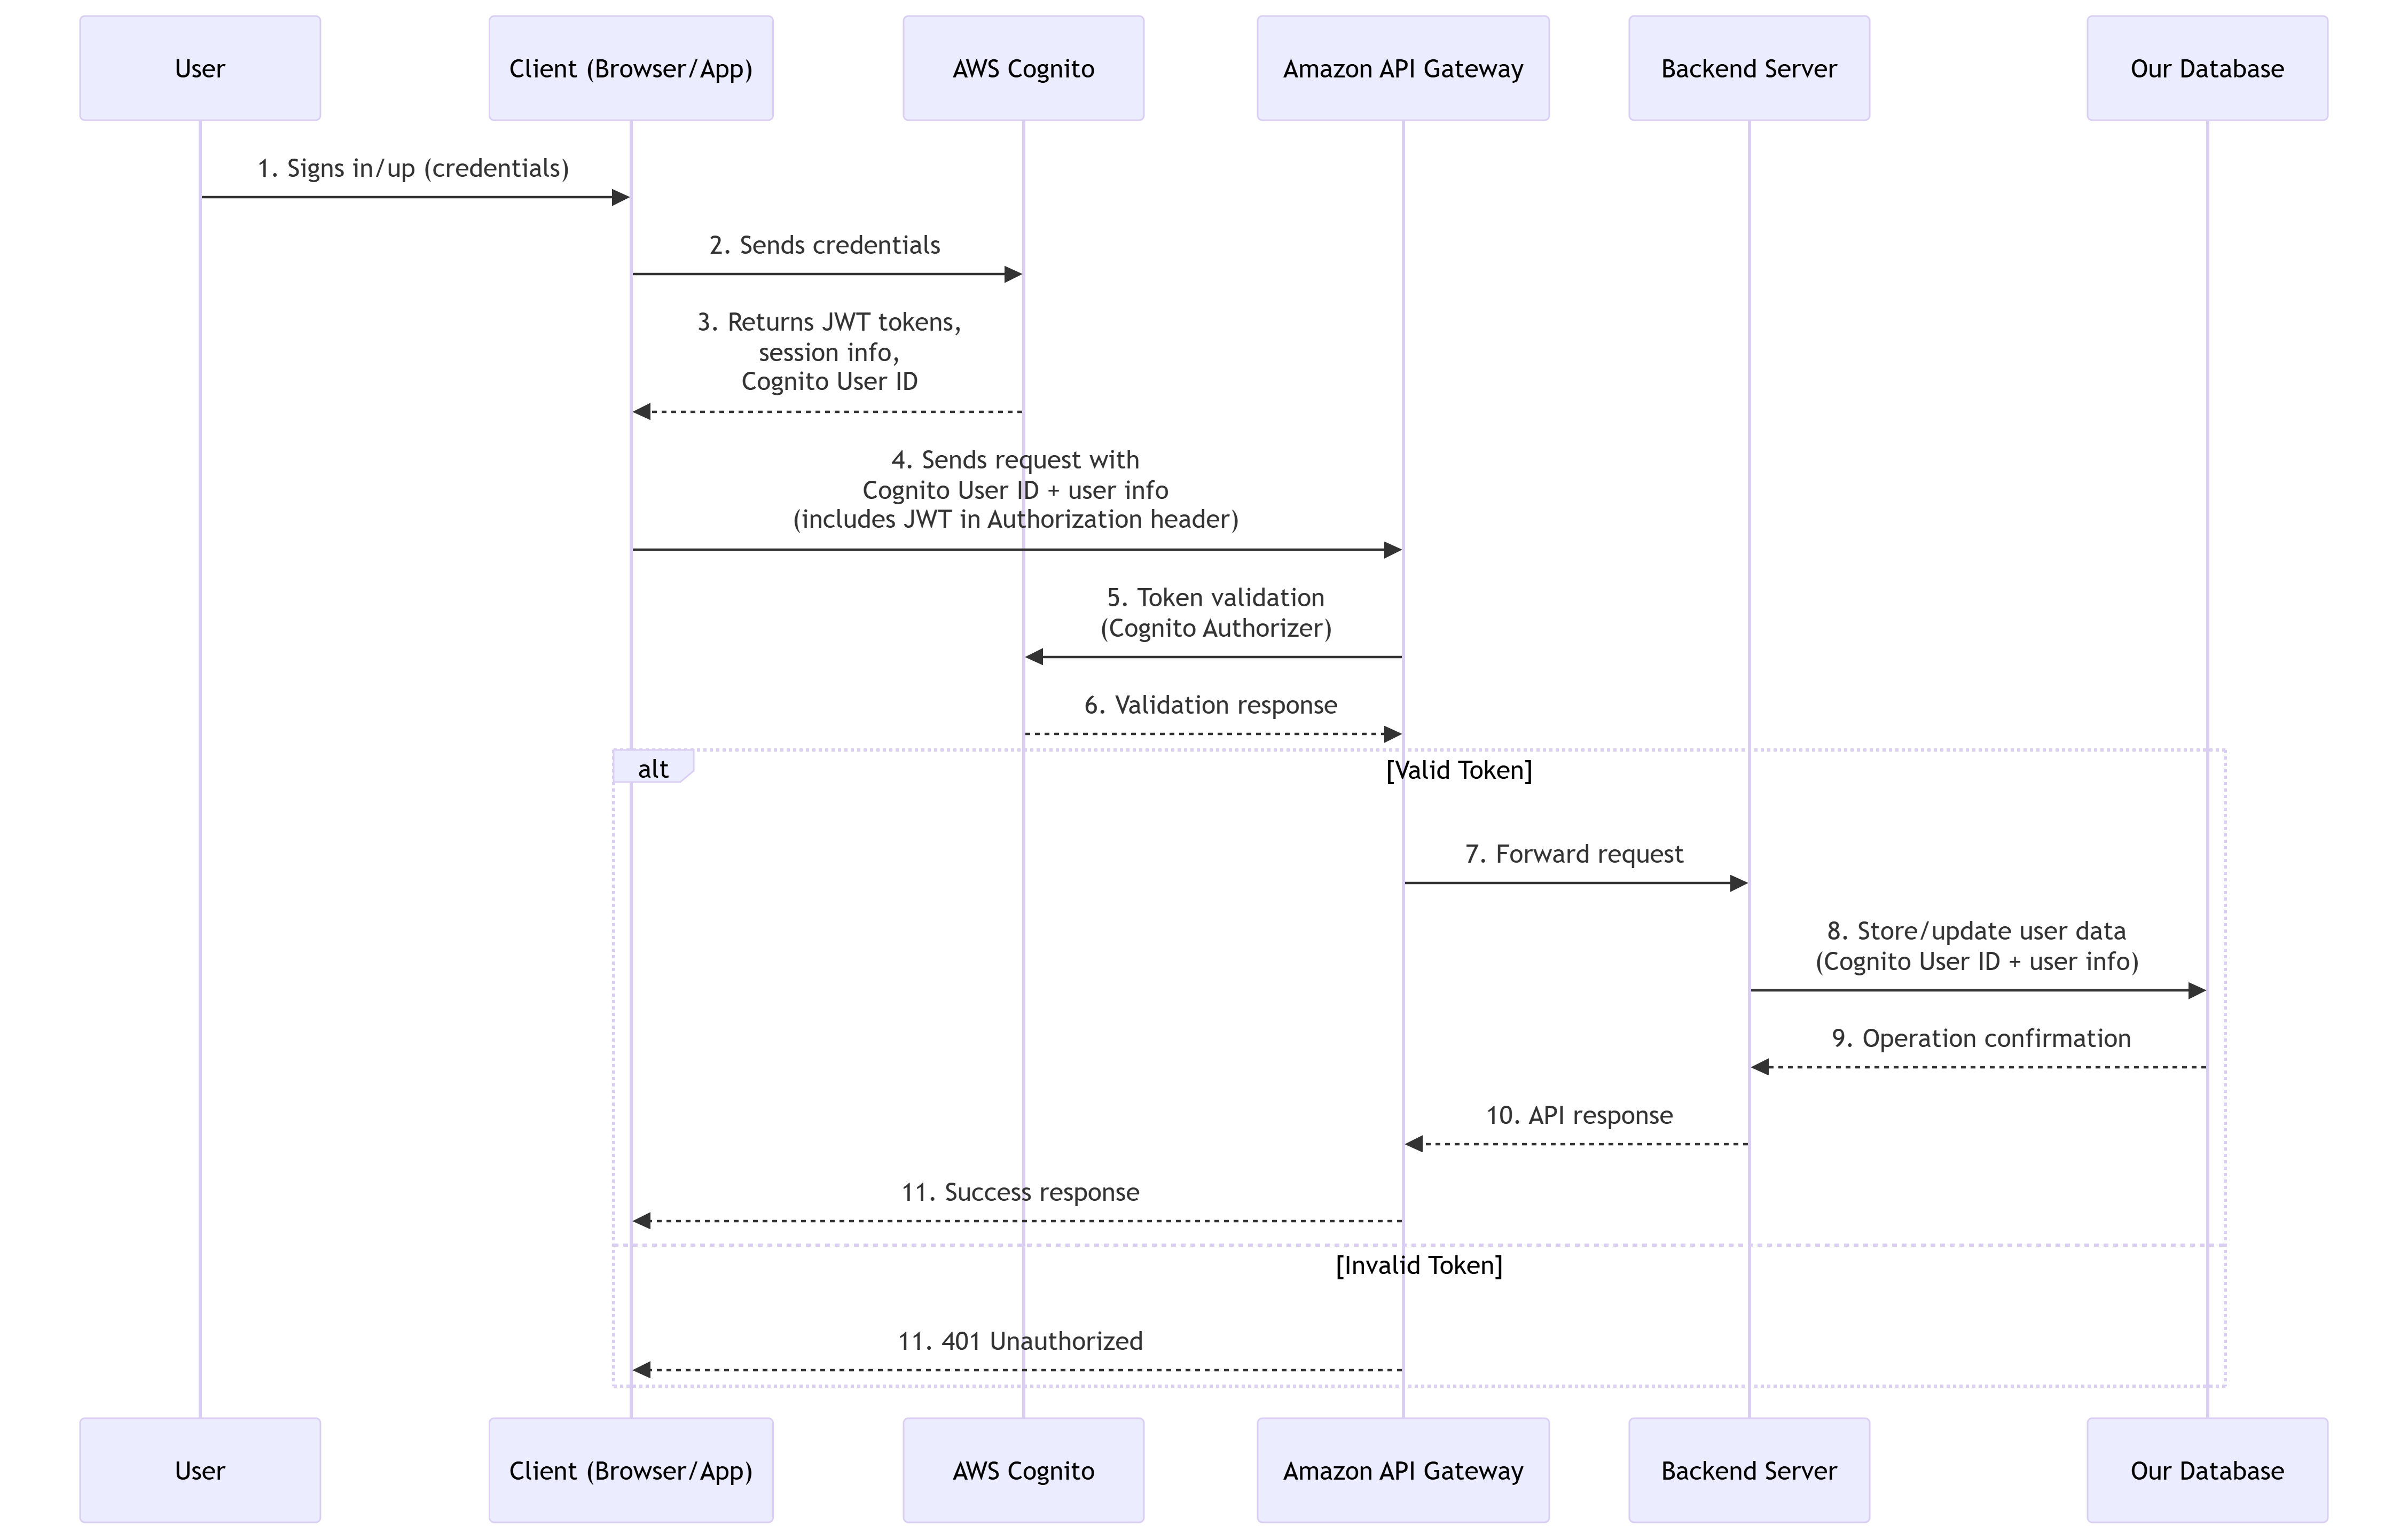 User
Client (Browser/App)
AWS Cognito
Amazon API Gateway
Backend Server
Our Database
1. Signs in/up (credentials)
2. Sends credentials
3. Returns JWT tokens,
session info,
Cognito User ID
4. Sends request with
Cognito User ID + user info
(includes JWT in Authorization header)
5. Token validation
(Cognito Authorizer)
6. Validation response
alt
[Valid Token]
7. Forward request
8. Store/update user data
(Cognito User ID + user info)
9. Operation confirmation
10. API response
11. Success response
[Invalid Token]
11. 401 Unauthorized
User
Client (Browser/App)
AWS Cognito
Amazon API Gateway
Backend Server
Our Database